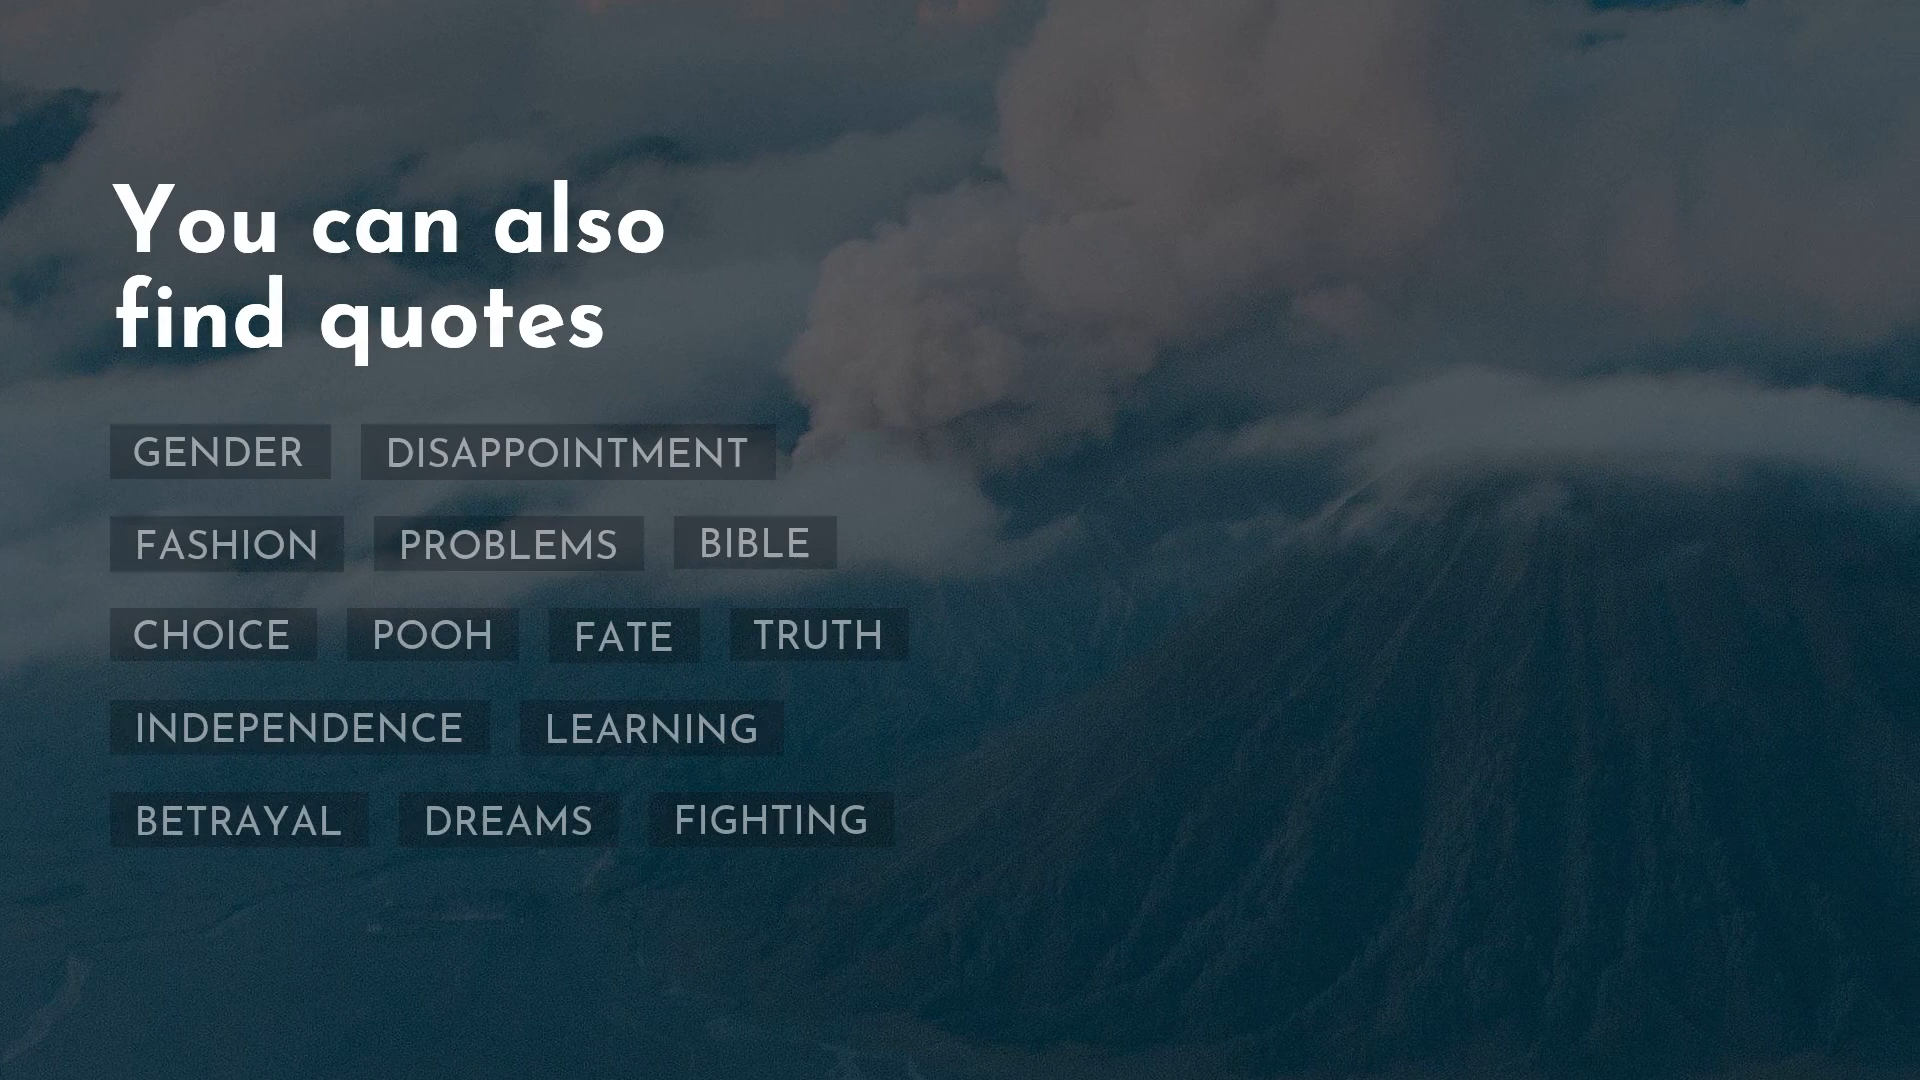 You can also
find quotes
GENDER DISAPPOINTMENT
FASHION PROBLEMS BIBLE
CHOICE POOH FATE TRUTH
INDEPENDENCE LEARNING
BETRAYAL DREAMS FIGHTING